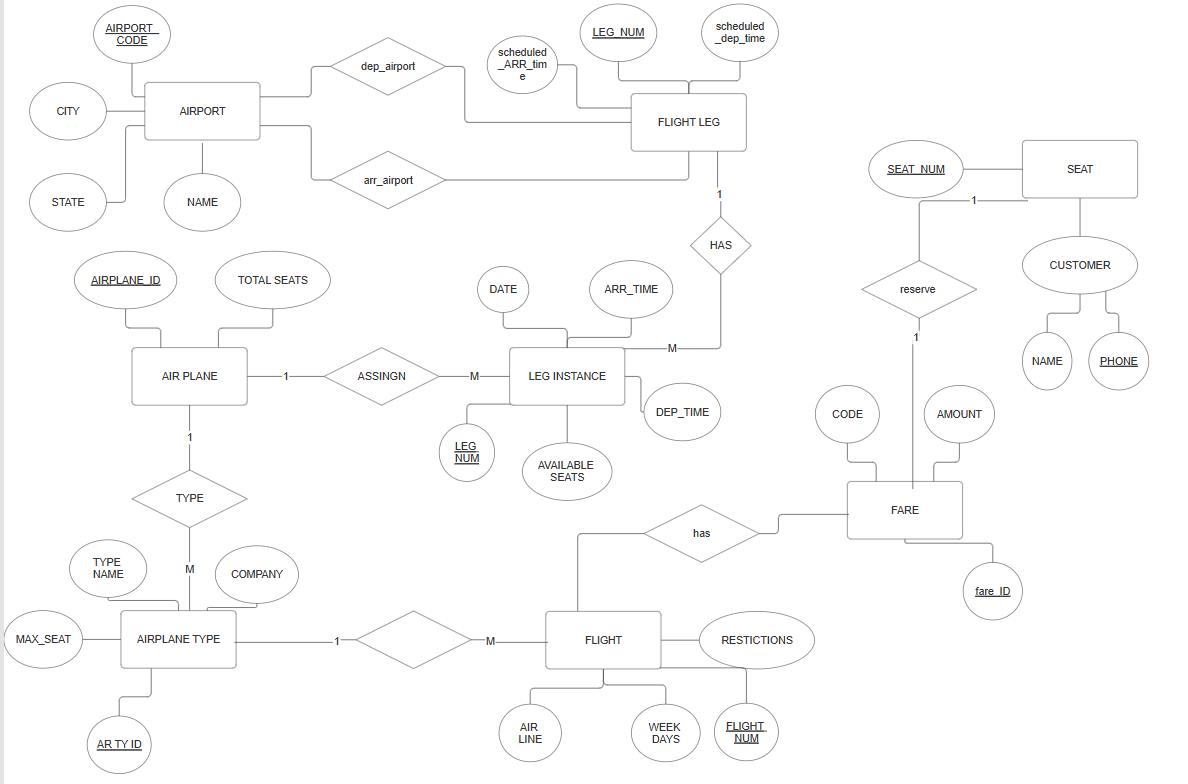 AIRPORT_
CODE
CITY
AIRPORT
STATE
NAME
dep_airport
arr_airport
scheduled
_ARR_tim
e
LEG_NUM
scheduled
_dep_time
FLIGHT LEG
1
HAS
M
SEAT_NUM
SEAT
1
CUSTOMER
reserve
1
NAME
PHONE
AIRPLANE_ID
TOTAL SEATS
AIR PLANE
1
ASSINGN
M
DATE
ARR_TIME
LEG INSTANCE
DEP_TIME
LEG
NUM
AVAILABLE
SEATS
CODE
AMOUNT
FARE
fare_ID
has
1
TYPE
M
TYPE
NAME
COMPANY
MAX_SEAT
AIRPLANE TYPE
1
M
FLIGHT
RESTICTIONS
AR TY ID
AIR
LINE
WEEK
DAYS
FLIGHT_
NUM